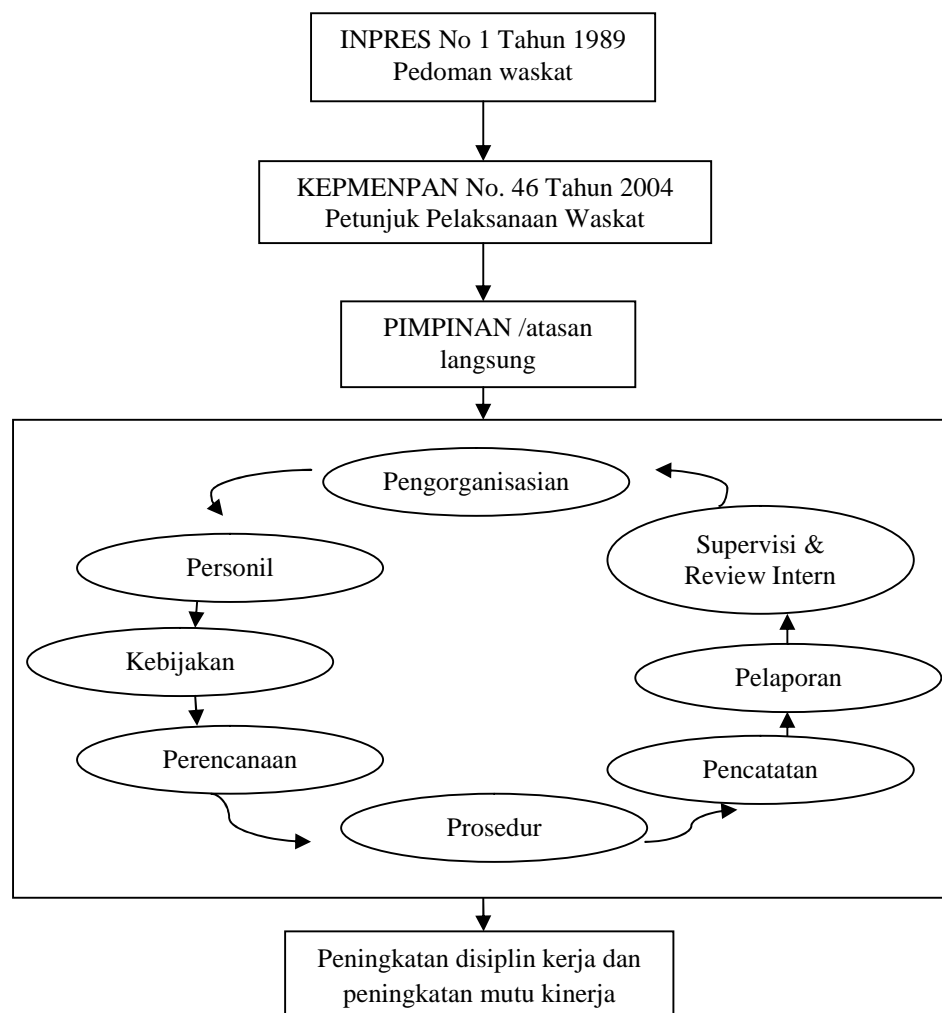 INPRES No 1 Tahun 1989
Pedoman waskat
KEPMENPAN No. 46 Tahun 2004
Petunjuk Pelaksanaan Waskat
PIMPINAN /atasan
langsung
Pengorganisasian
Personil
Kebijakan
Perencanaan
Prosedur
Pencatatan
Pelaporan
Supervisi &
Review Intern
Peningkatan disiplin kerja dan
peningkatan mutu kinerja